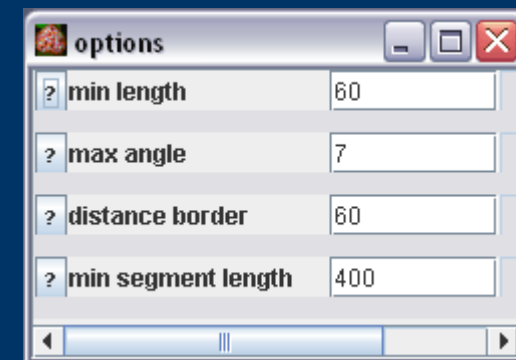 options
? min length 60
? max angle 7
? distance border 60
? min segment length 400